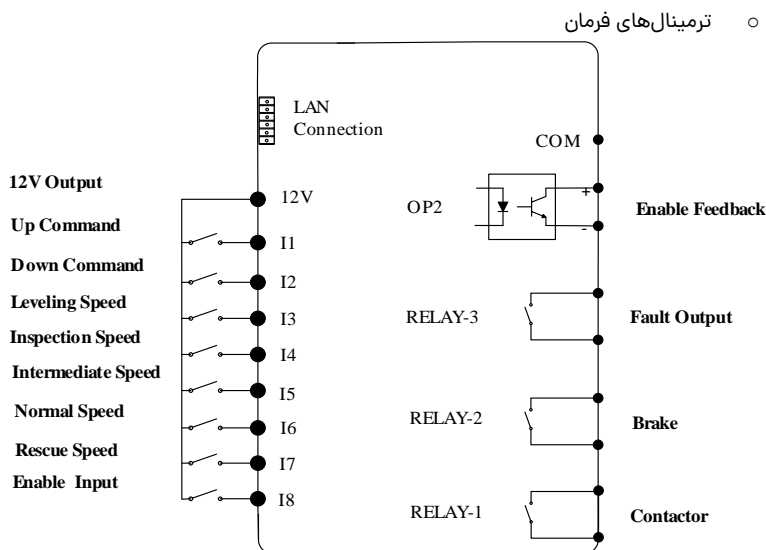 ○ ترمینال‌های فرمان
LAN
Connection
COM
12V Output
12V
OP2
+
-
Enable Feedback
Up Command
I1
Down Command
I2
Leveling Speed
I3
RELAY-3
Fault Output
Inspection Speed
I4
Intermediate Speed
I5
Normal Speed
I6
RELAY-2
Brake
Rescue Speed
I7
Enable Input
I8
RELAY-1
Contactor